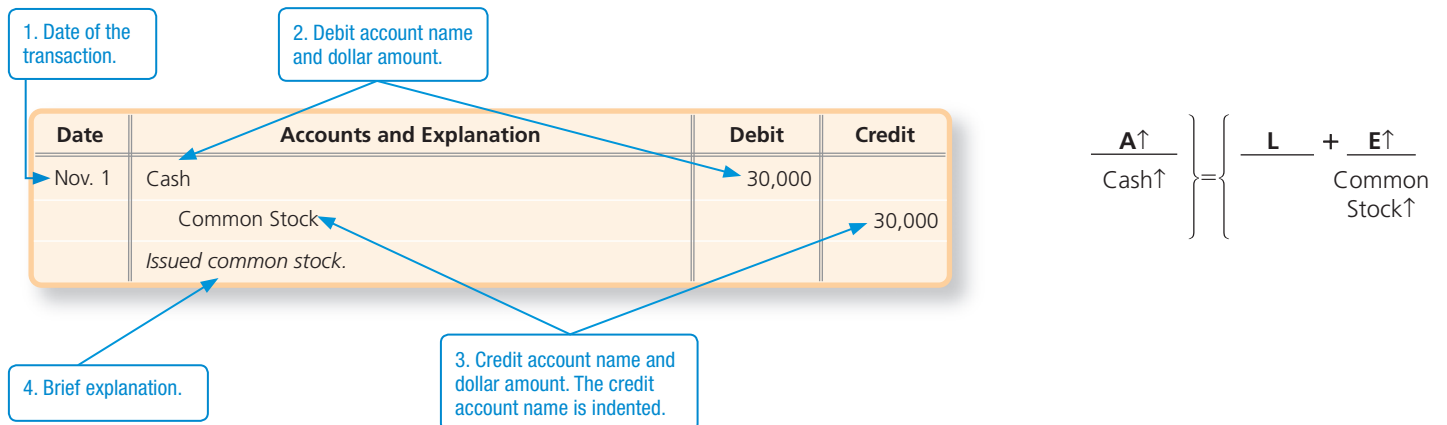 1. Date of the
transaction.
2. Debit account name
and dollar amount.
Date Accounts and Explanation Debit Credit
Nov. 1 Cash 30,000
Common Stock 30,000
Issued common stock.
4. Brief explanation.
3. Credit account name and
dollar amount. The credit
account name is indented.
A↑ = L + E↑
Cash↑ Common
Stock↑